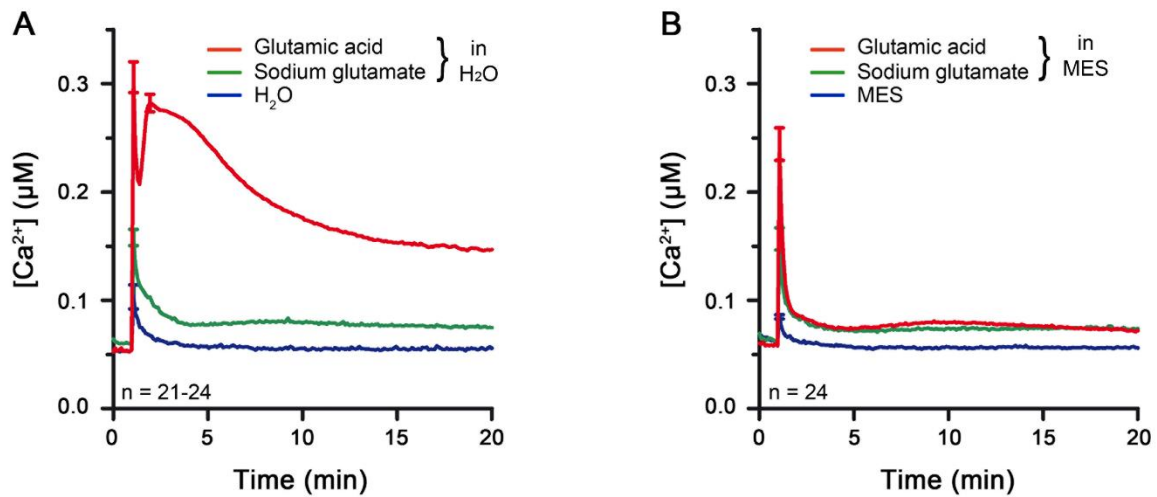 A
Glutamic acid
Sodium glutamate
} in H₂O
H₂O
[Ca²⁺] (µM)
0.3
0.2
0.1
0.0
n = 21-24
0 5 10 15 20
Time (min)
B
Glutamic acid
Sodium glutamate
} in MES
MES
[Ca²⁺] (µM)
0.3
0.2
0.1
0.0
n = 24
0 5 10 15 20
Time (min)